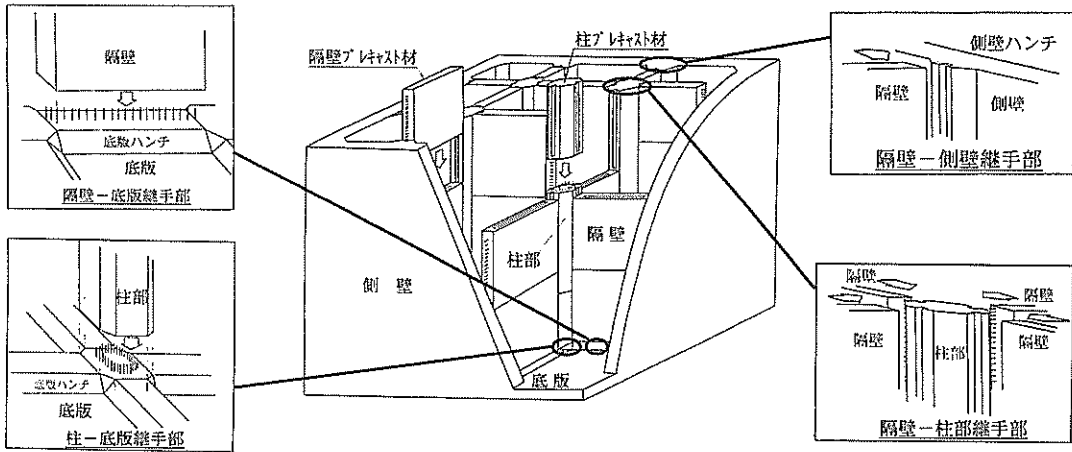 隔壁
底版ハンチ
底版
隔壁－底版継手部
柱部
底版ハンチ
底版
柱－底版継手部
隔壁プレキャスト材
柱プレキャスト材
側壁
柱部
隔壁
底版
側壁ハンチ
隔壁
側壁
隔壁－側壁継手部
隔壁
隔壁
隔壁
柱部
隔壁
隔壁－柱部継手部